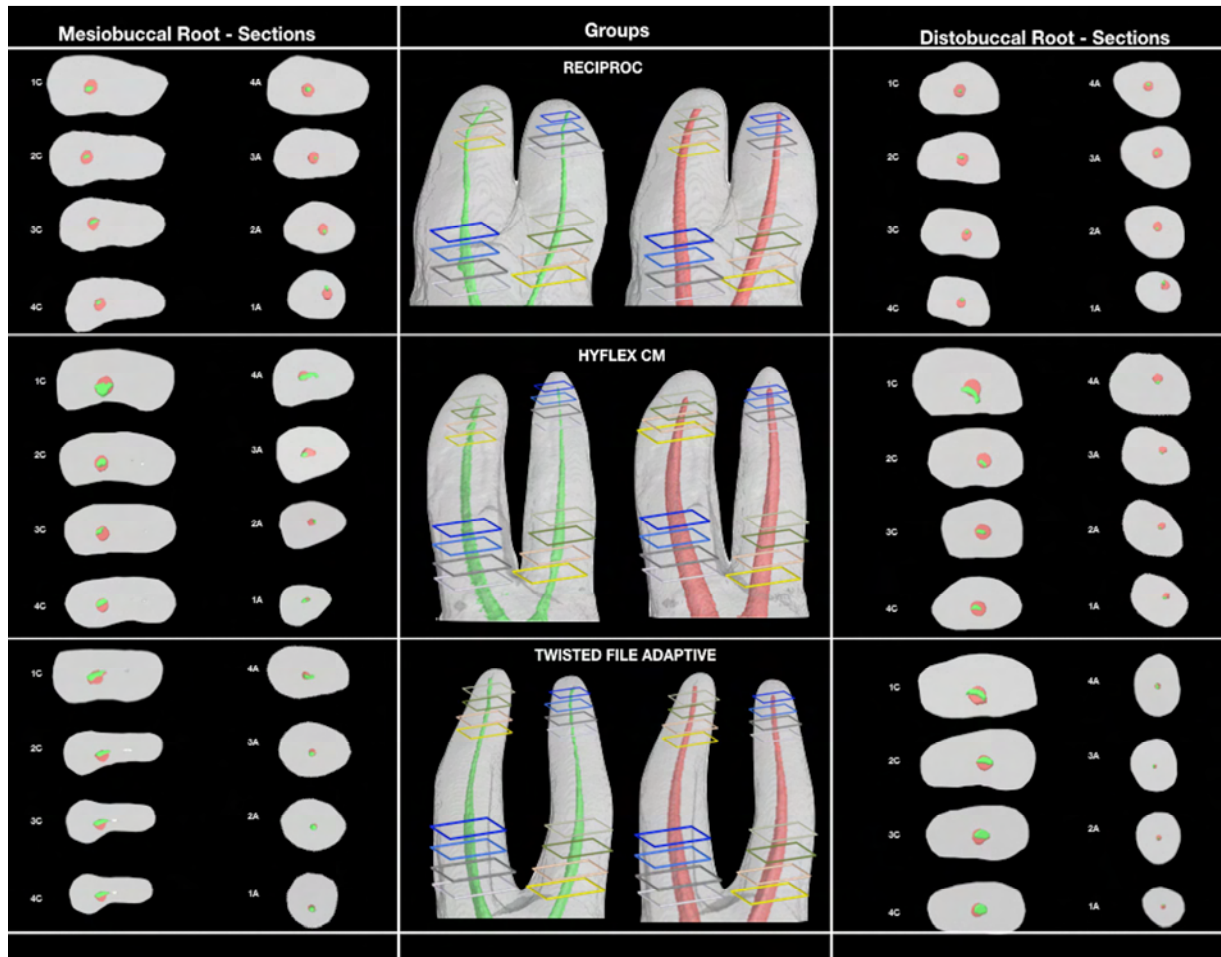 Mesiobuccal Root - Sections
Groups
Distobuccal Root - Sections
RECIPROC
1C
4A
2C
3A
3C
2A
4C
1A
1C
4A
2C
3A
3C
2A
4C
1A
HYFLEX CM
1C
4A
2C
3A
3C
2A
4C
1A
1C
4A
2C
3A
3C
2A
4C
1A
TWISTED FILE ADAPTIVE
1C
4A
2C
3A
3C
2A
4C
1A
1C
4A
2C
3A
3C
2A
4C
1A